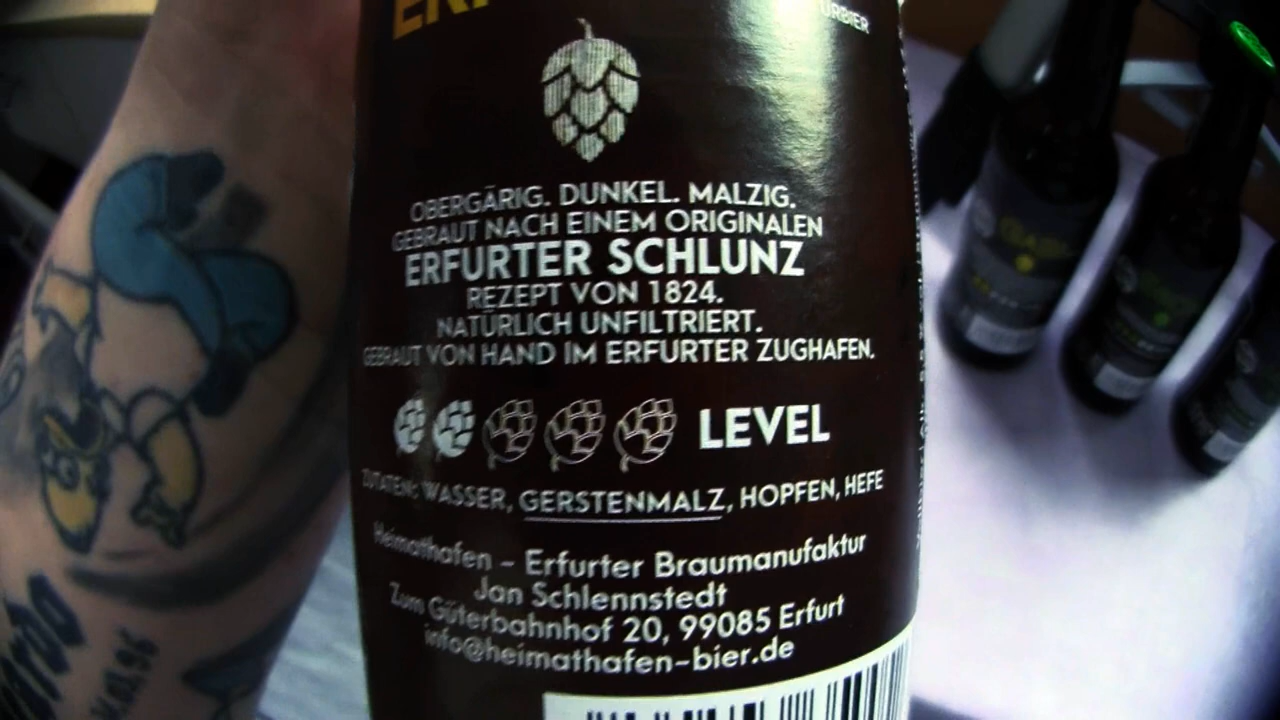 URBIER
OBERGÄRIG. DUNKEL. MALZIG.
GEBRAUT NACH EINEM ORIGINALEN
ERFURTER SCHLUNZ
REZEPT VON 1824.
NATÜRLICH UNFILTRIERT.
GEBRAUT VON HAND IM ERFURTER ZUGHAFEN.
LEVEL
ZUTATEN: WASSER, GERSTENMALZ, HOPFEN, HEFE
Heimathafen – Erfurter Braumanufaktur
Jan Schlennstedt
Zum Güterbahnhof 20, 99085 Erfurt
info@heimathafen-bier.de